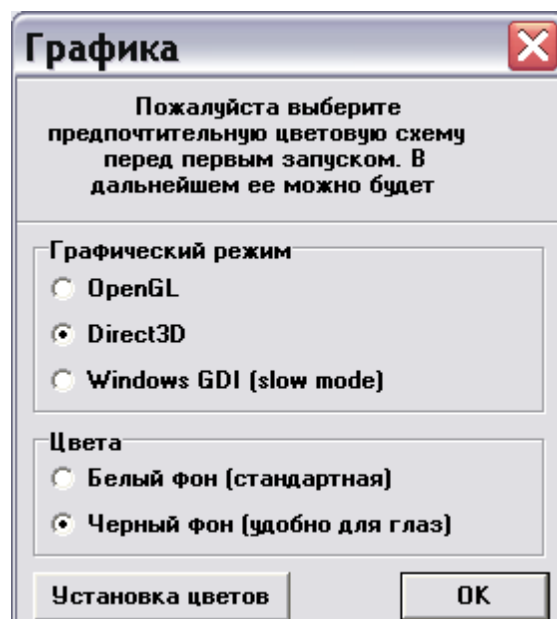 Графика
Пожалуйста выберите
предпочтительную цветовую схему
перед первым запуском. В
дальнейшем ее можно будет
Графический режим
OpenGL
Direct3D
Windows GDI (slow mode)
Цвета
Белый фон (стандартная)
Черный фон (удобно для глаз)
Установка цветов
OK